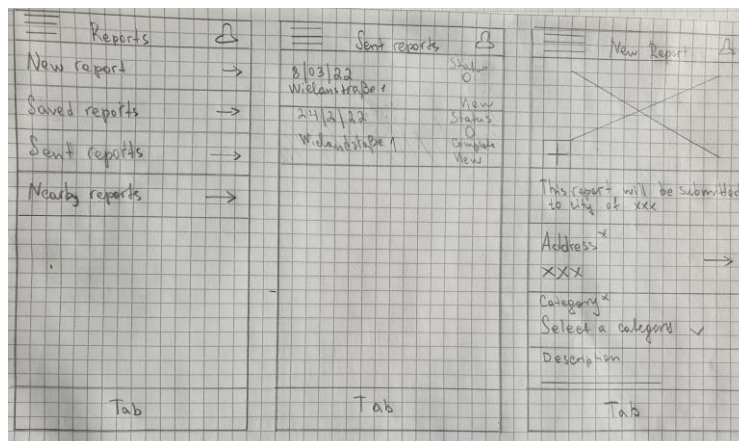 Reports
New report
Saved reports
Sent reports
Nearby reports
Tab
Sent reports
8/03/22
Status
Wielanstraße 1
View
24/2/22
Status
Wielandstaße 1
Complete
View
Tab
New Report
This report will be submitted
to city of xxx
Address*
XXX
Category*
Select a category
Description
Tab